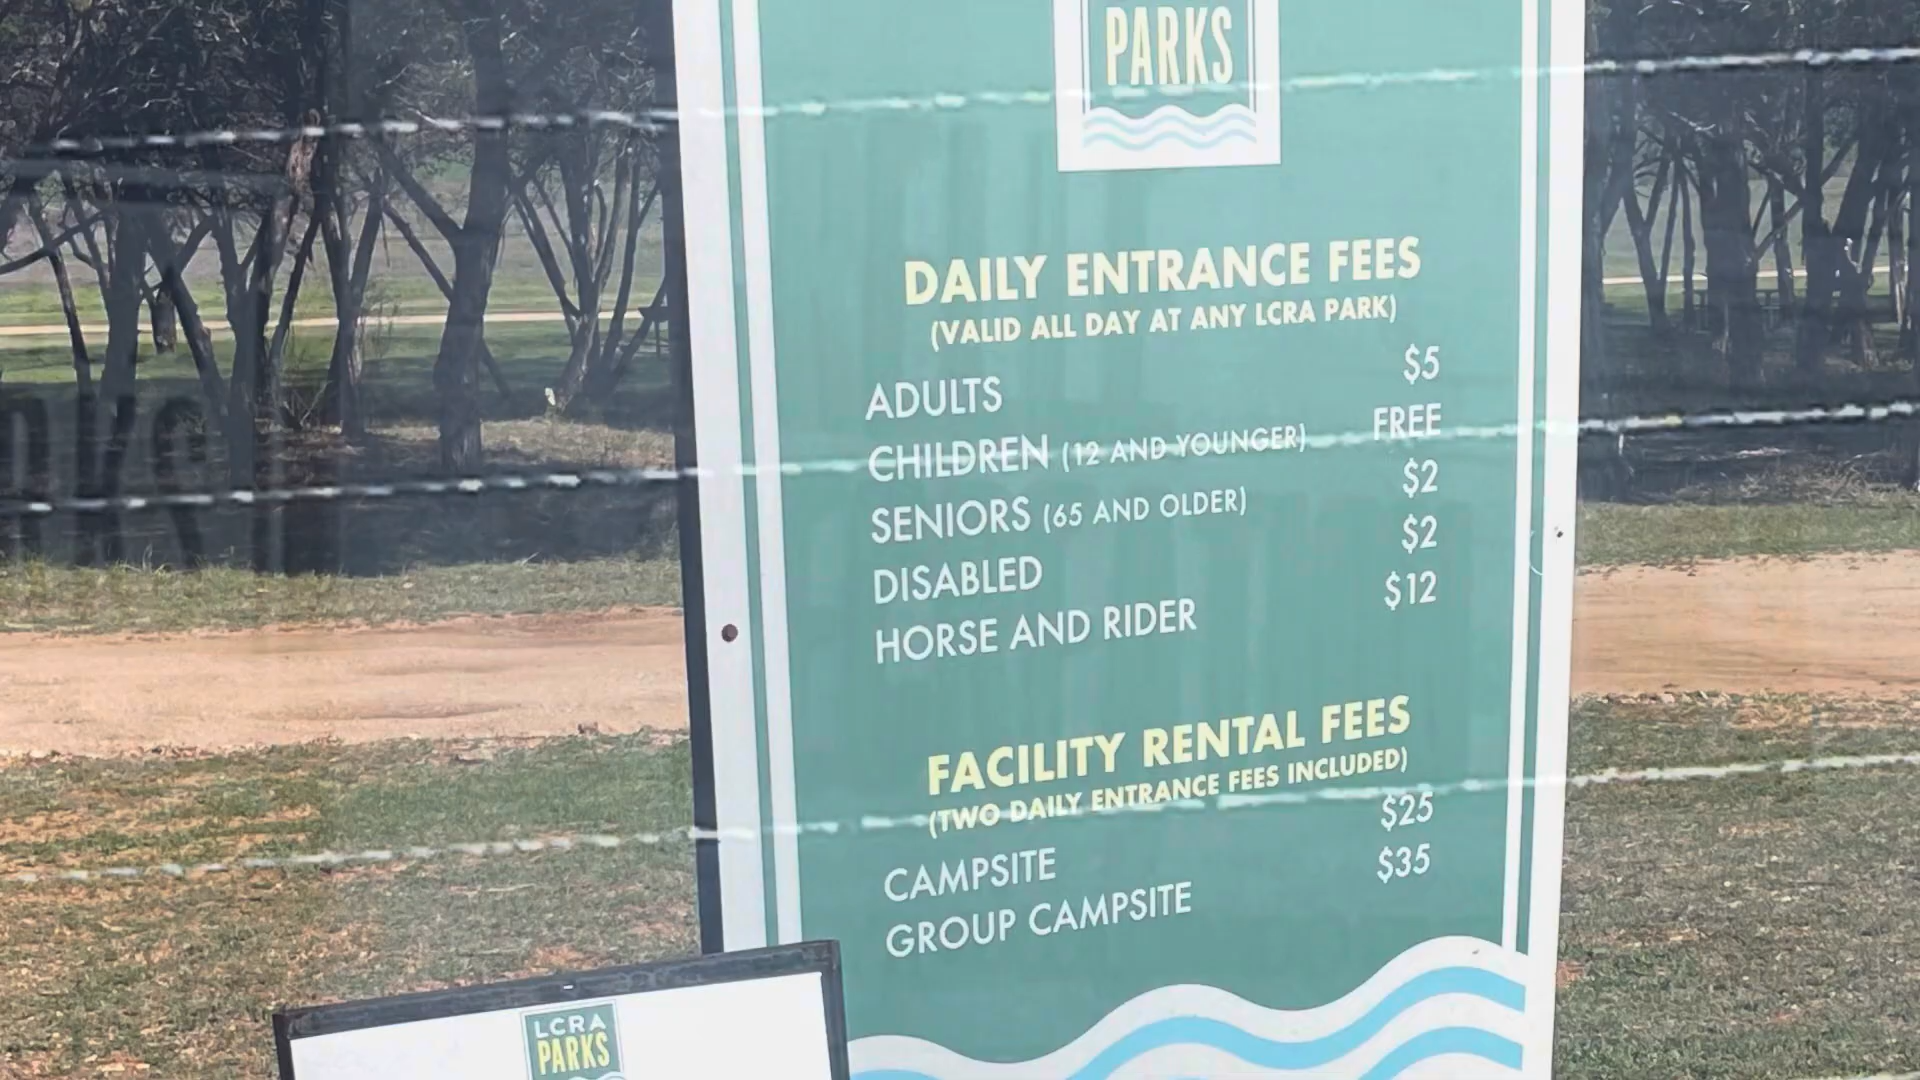 PARKS
DAILY ENTRANCE FEES
(VALID ALL DAY AT ANY LCRA PARK)
ADULTS $5
CHILDREN (12 AND YOUNGER) FREE
SENIORS (65 AND OLDER) $2
DISABLED $2
HORSE AND RIDER $12
FACILITY RENTAL FEES
(TWO DAILY ENTRANCE FEES INCLUDED)
CAMPSITE $25
GROUP CAMPSITE $35
LCRA
PARKS